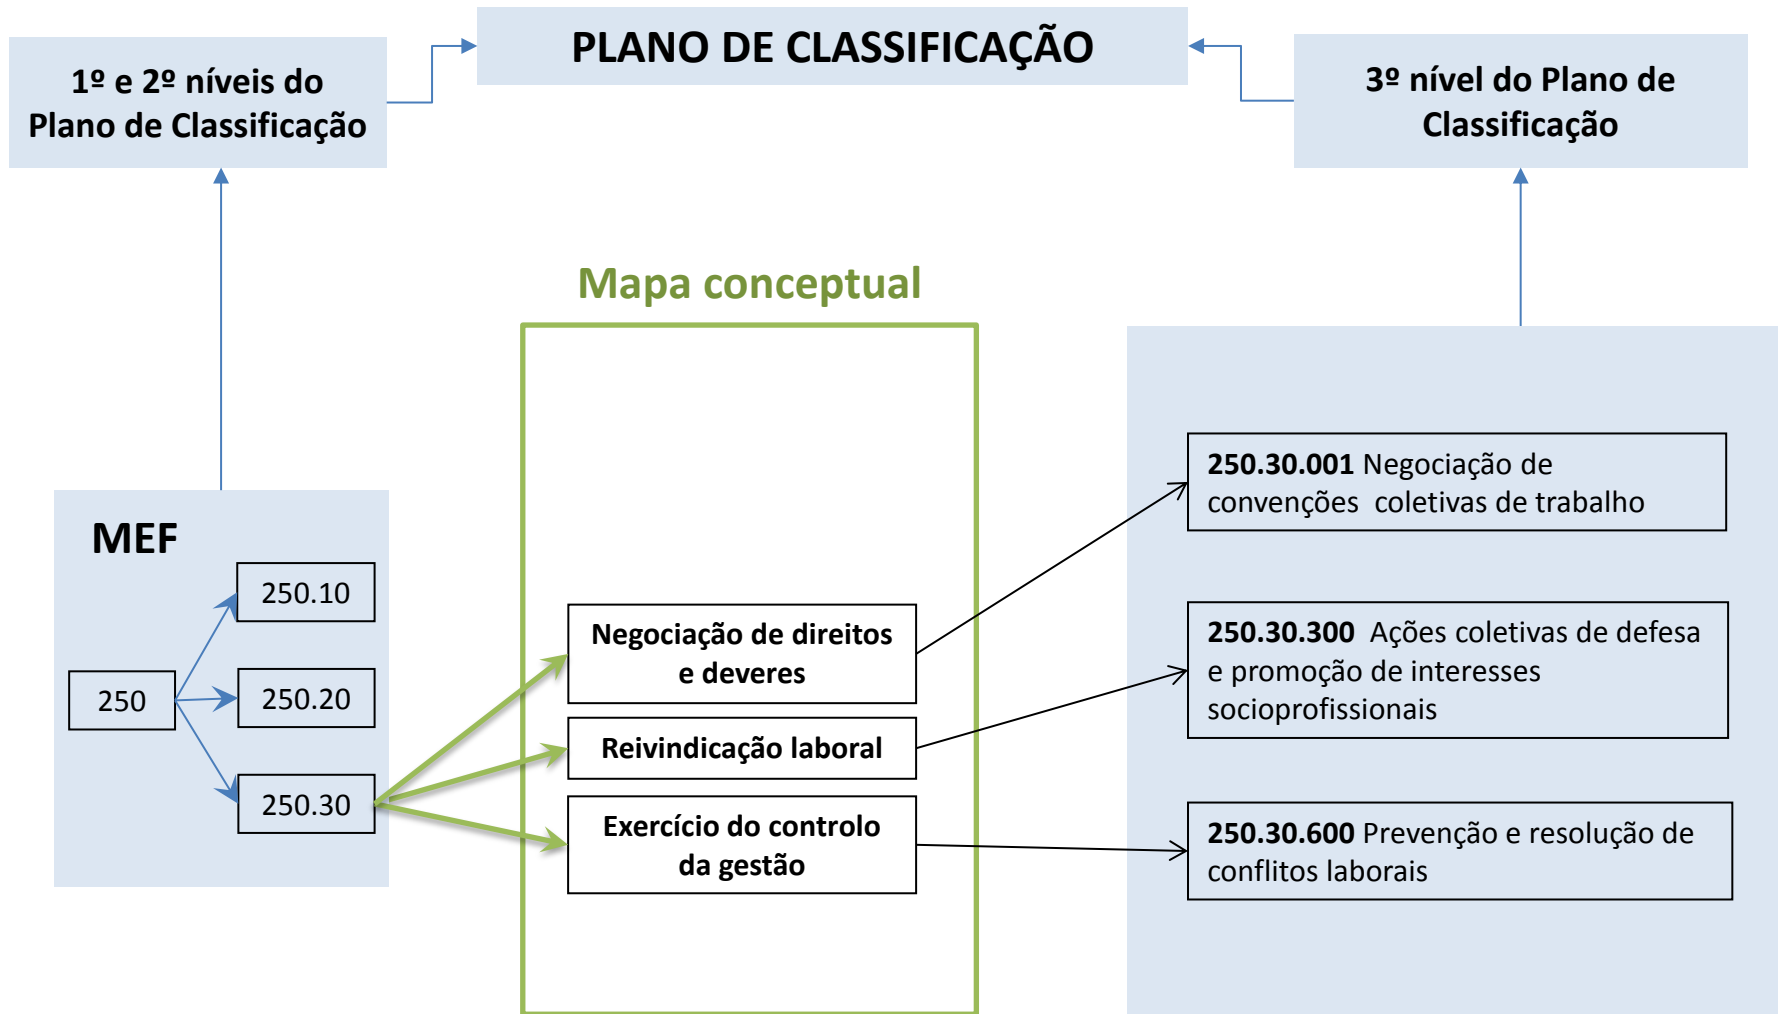 PLANO DE CLASSIFICAÇÃO
1º e 2º níveis do
Plano de Classificação
3º nível do Plano de
Classificação
Mapa conceptual
MEF
250
250.10
250.20
250.30
Negociação de direitos
e deveres
Reivindicação laboral
Exercício do controlo
da gestão
250.30.001 Negociação de
convenções coletivas de trabalho
250.30.300 Ações coletivas de defesa
e promoção de interesses
socioprofissionais
250.30.600 Prevenção e resolução de
conflitos laborais